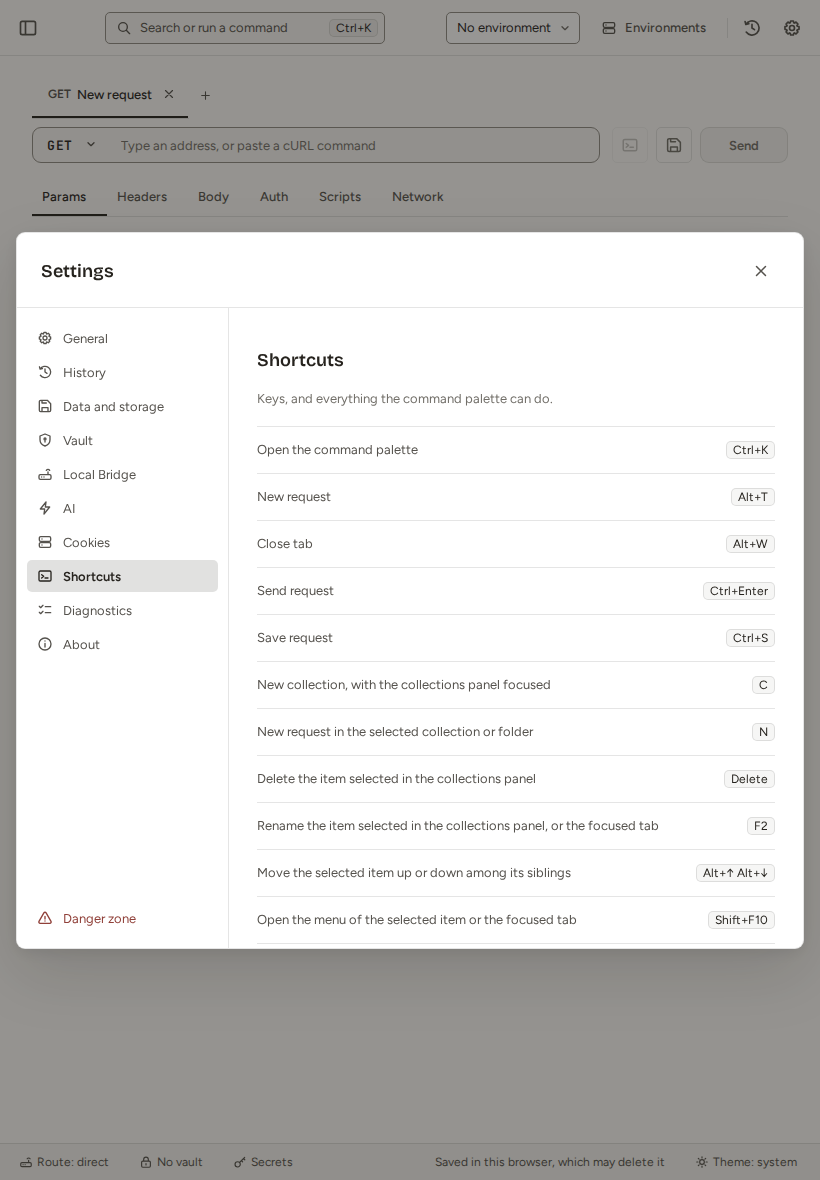 Search or run a command Ctrl+K No environment Environments
GET New request
GET Type an address, or paste a cURL command Send
Params Headers Body Auth Scripts Network
Settings
General
History
Data and storage
Vault
Local Bridge
AI
Cookies
Shortcuts
Diagnostics
About
Danger zone
Shortcuts
Keys, and everything the command palette can do.
Open the command palette Ctrl+K
New request Alt+T
Close tab Alt+W
Send request Ctrl+Enter
Save request Ctrl+S
New collection, with the collections panel focused C
New request in the selected collection or folder N
Delete the item selected in the collections panel Delete
Rename the item selected in the collections panel, or the focused tab F2
Move the selected item up or down among its siblings Alt+↑ Alt+↓
Open the menu of the selected item or the focused tab Shift+F10
Route: direct No vault Secrets Saved in this browser, which may delete it Theme: system